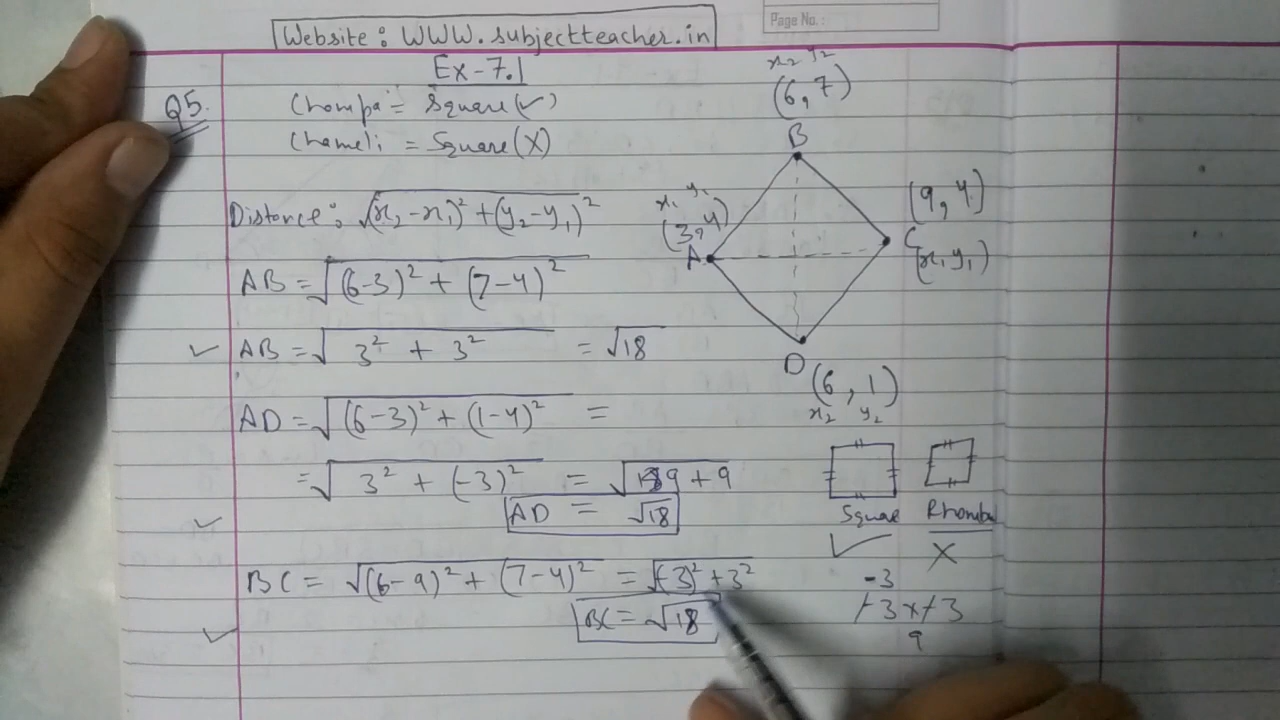 Page No.:
Website: WWW.subjectteacher.in
Ex-7.1
Q5.
Champa = Square(✓)
Chameli = Square(X)
Distance: √(x₂-x₁)² + (y₂-y₁)²
AB = √(6-3)² + (7-4)²
✓ AB = √3² + 3² = √18
AD = √(6-3)² + (1-4)² =
= √3² + (-3)² = √9 + 9
✓ AD = √18
BC = √(6-9)² + (7-4)² = √(-3)² + 3²
✓ BC = √18
x₂ y₂
(6, 7)
B
x₁ y₁
(3, 4)
A
(9, 4)
C
(x₁ y₁)
D
(6, 1)
x₂ y₂
Square Rhombus
✓ X
-3
-3 x -3
9